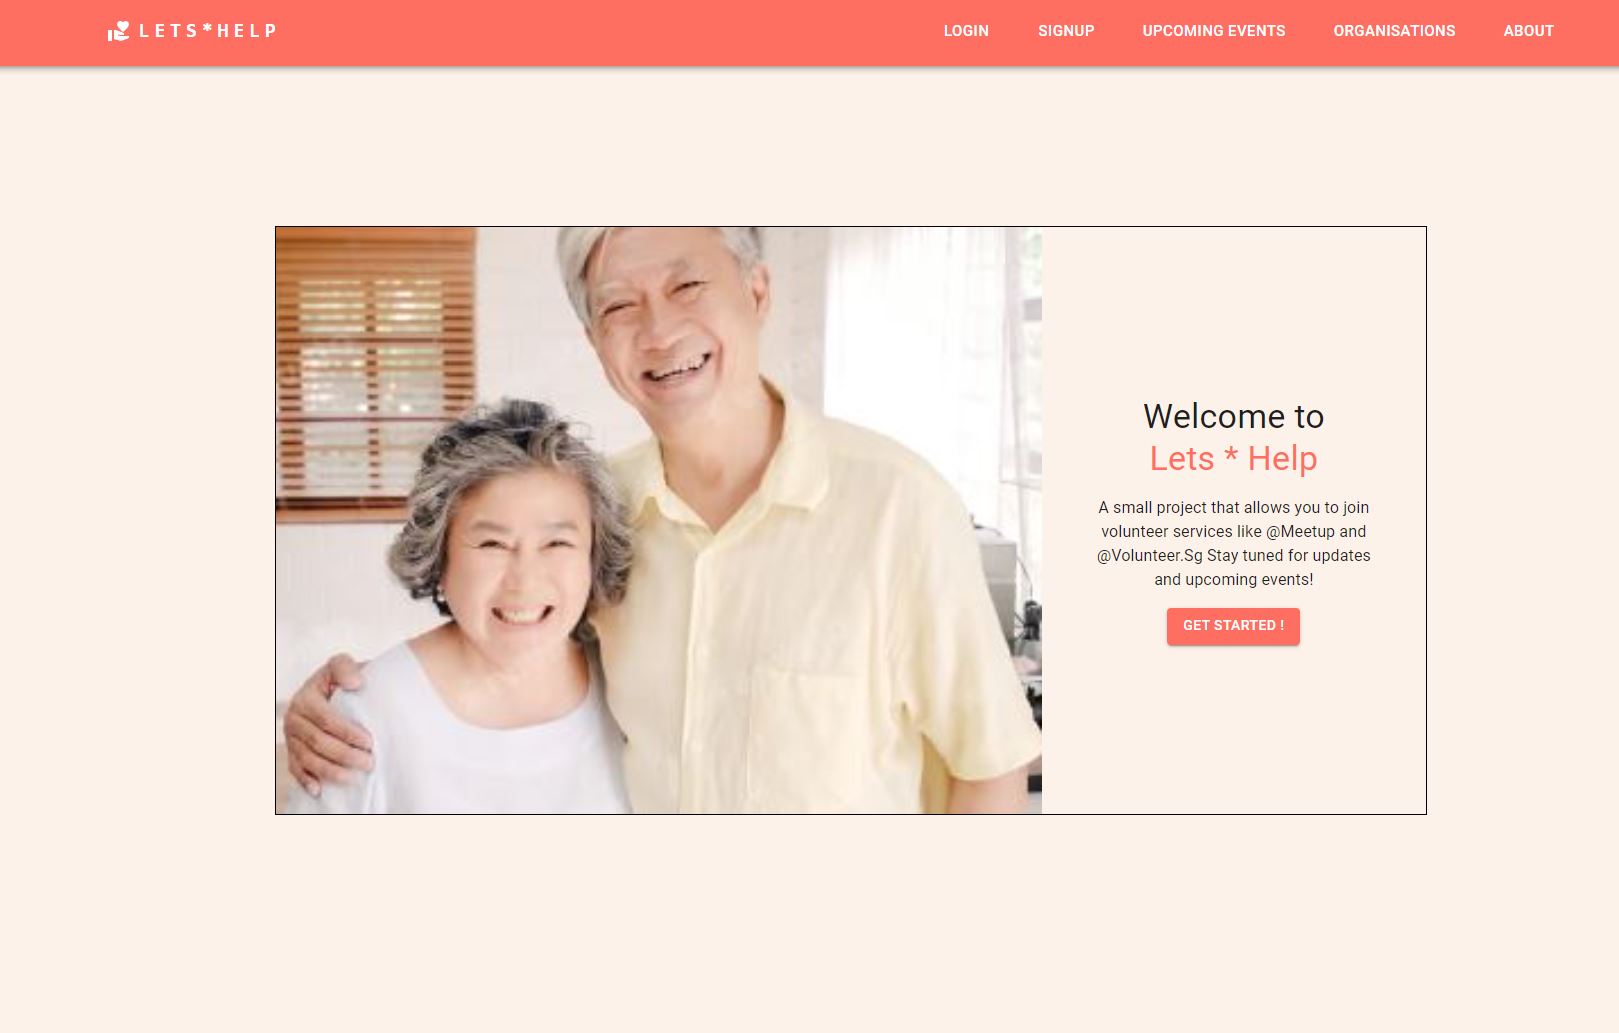 LETS*HELP
LOGIN
SIGNUP
UPCOMING EVENTS
ORGANISATIONS
ABOUT
Welcome to
Lets * Help
A small project that allows you to join
volunteer services like @Meetup and
@Volunteer.Sg Stay tuned for updates
and upcoming events!
GET STARTED !